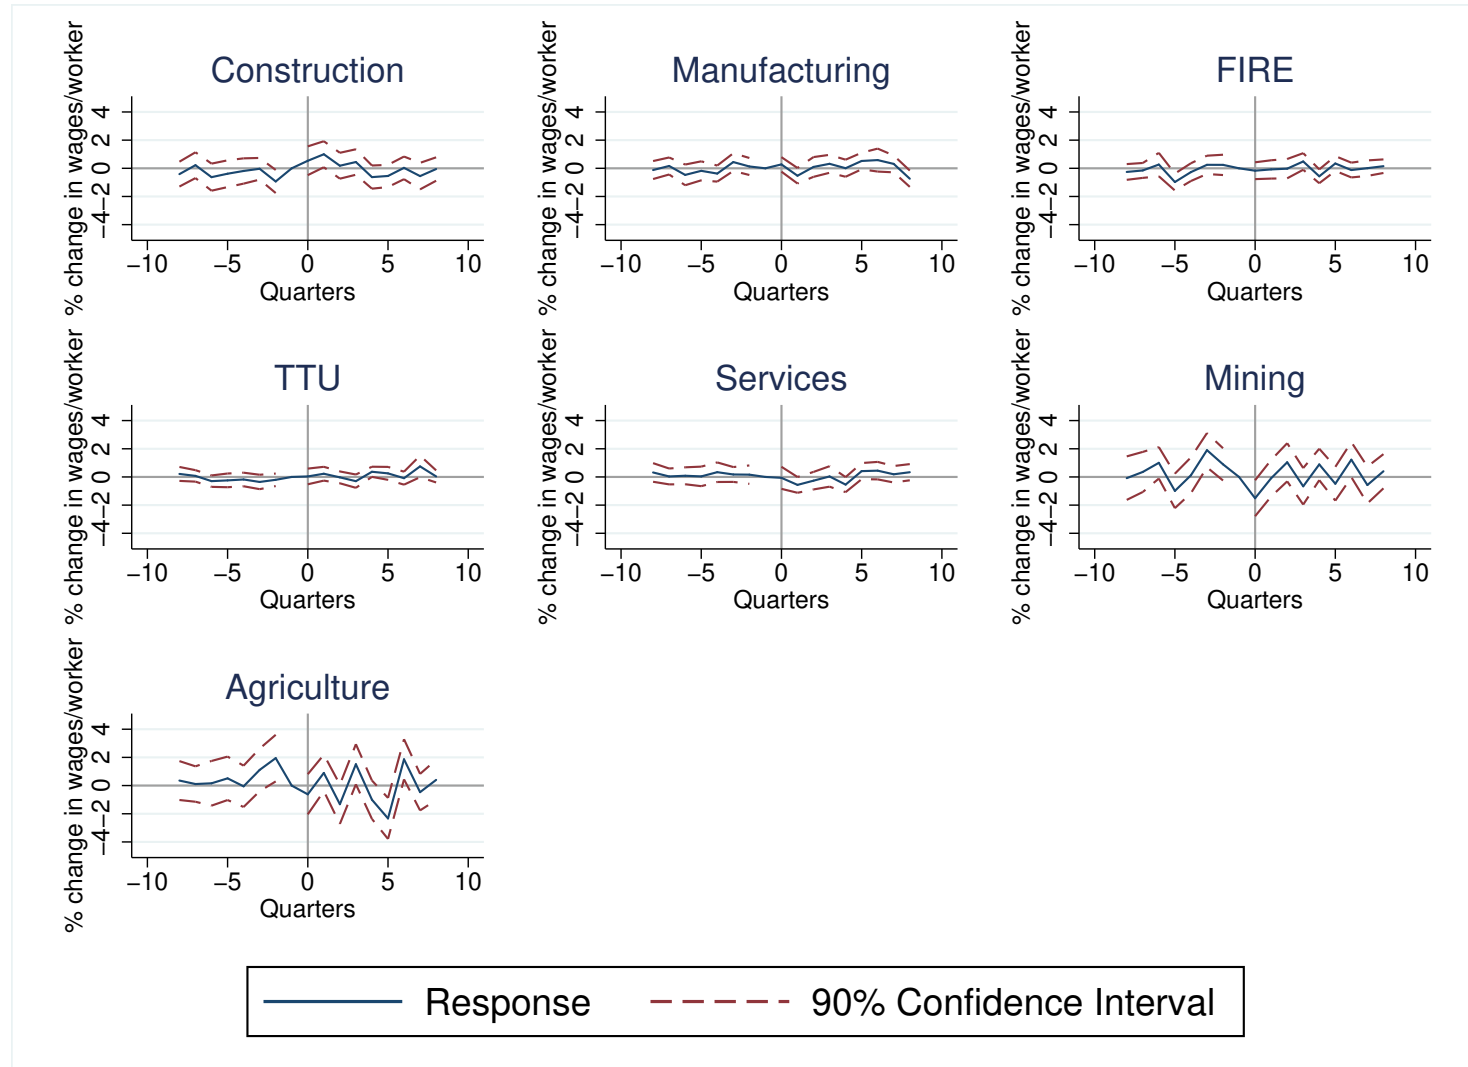 Construction
% change in wages/worker
4
2
0
−2
−4
−10 −5 0 5 10
Quarters
Manufacturing
% change in wages/worker
4
2
0
−2
−4
−10 −5 0 5 10
Quarters
FIRE
% change in wages/worker
4
2
0
−2
−4
−10 −5 0 5 10
Quarters
TTU
% change in wages/worker
4
2
0
−2
−4
−10 −5 0 5 10
Quarters
Services
% change in wages/worker
4
2
0
−2
−4
−10 −5 0 5 10
Quarters
Mining
% change in wages/worker
4
2
0
−2
−4
−10 −5 0 5 10
Quarters
Agriculture
% change in wages/worker
4
2
0
−2
−4
−10 −5 0 5 10
Quarters
Response 90% Confidence Interval